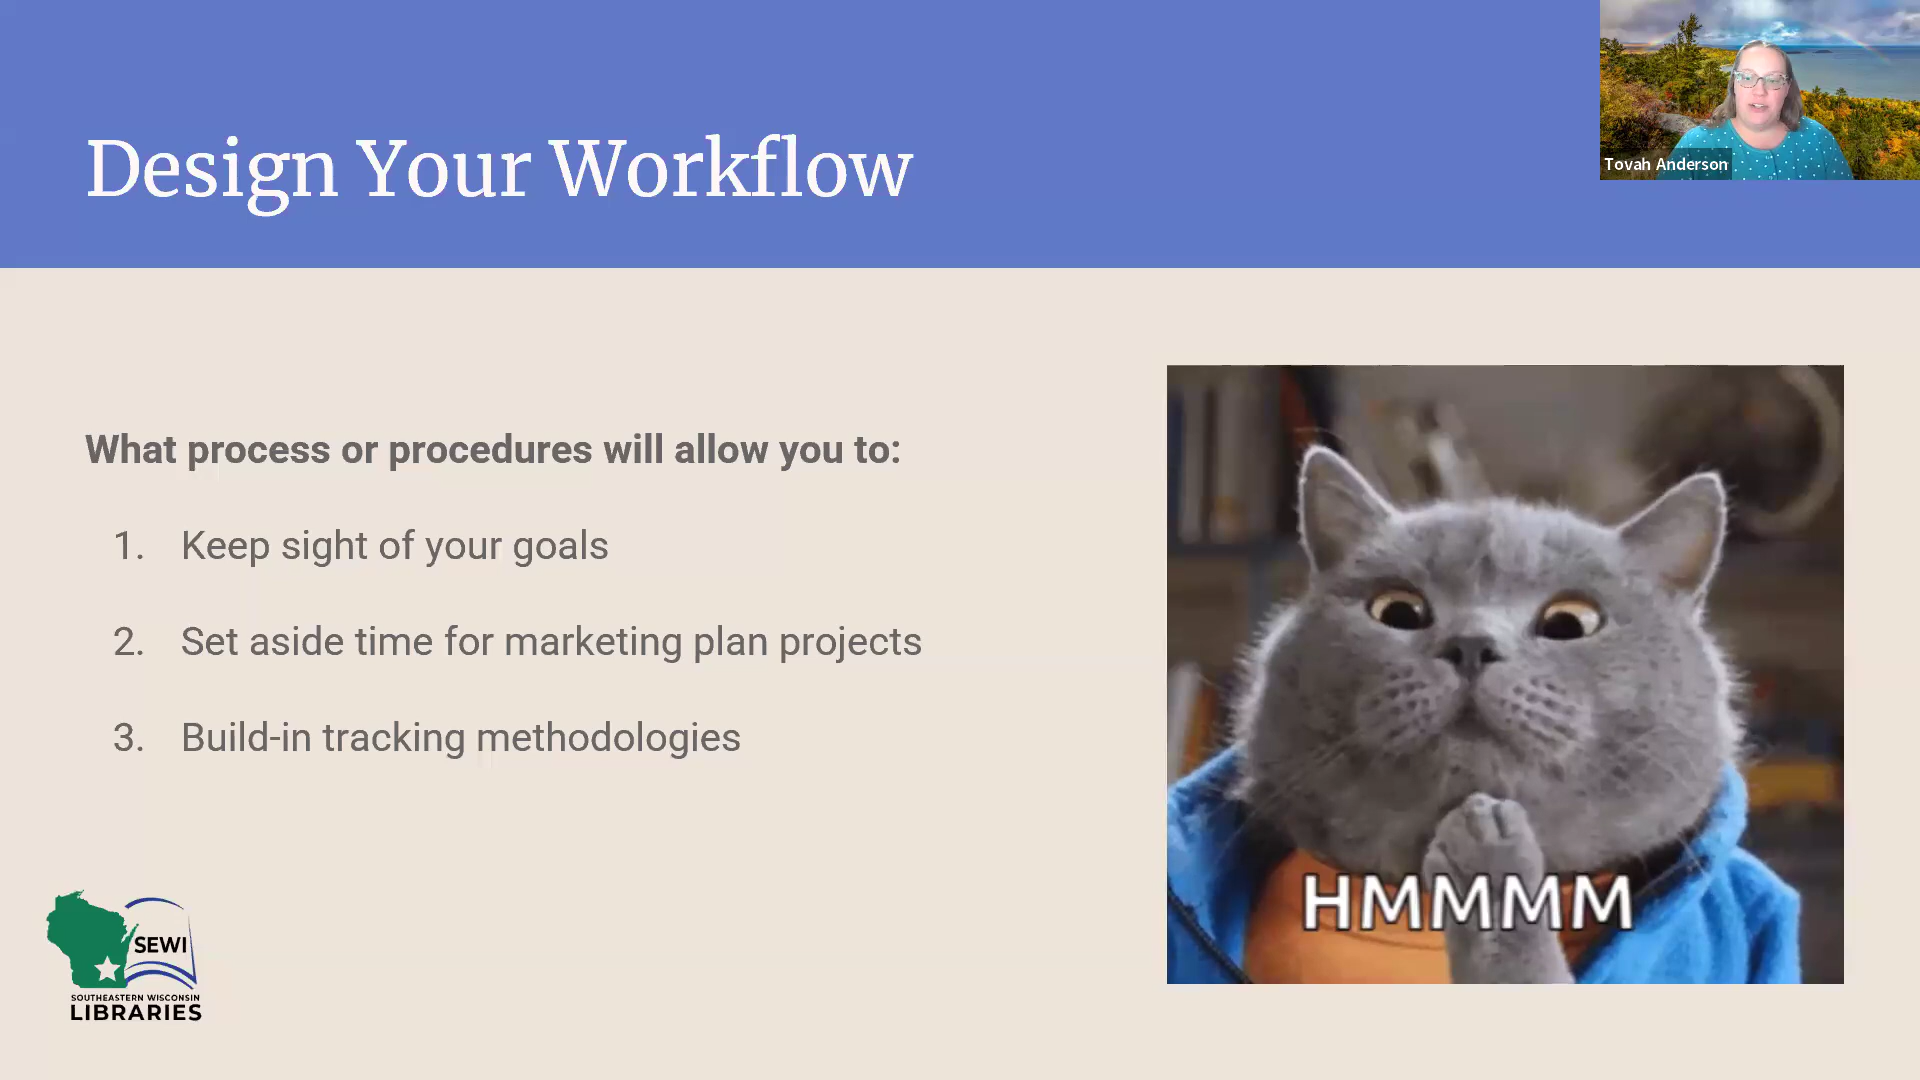 Design Your Workflow
Tovah Anderson
What process or procedures will allow you to:
1. Keep sight of your goals
2. Set aside time for marketing plan projects
3. Build-in tracking methodologies
HMMMM
SEWI
SOUTHEASTERN WISCONSIN
LIBRARIES